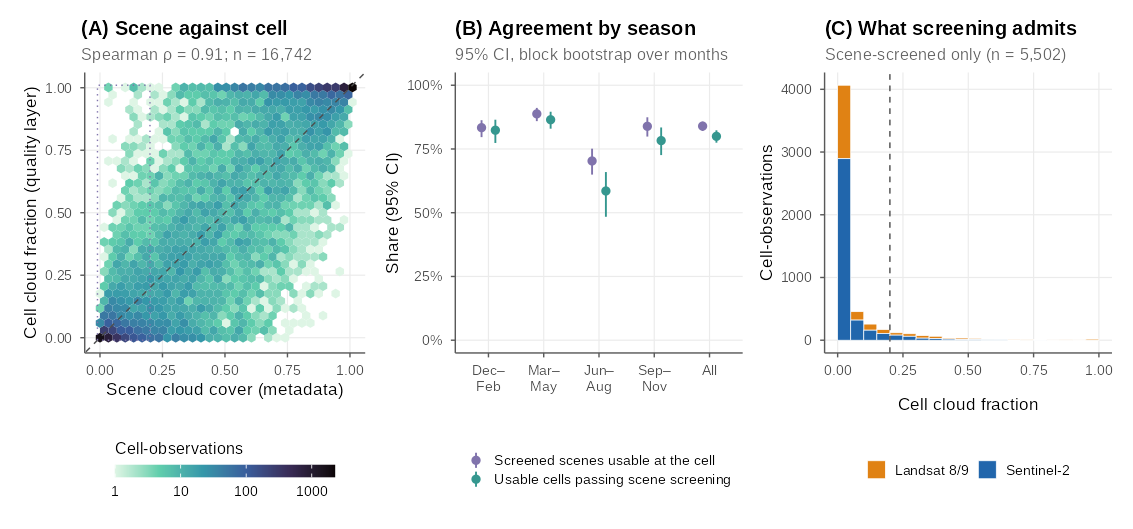 (A) Scene against cell
Spearman ρ = 0.91; n = 16,742
Cell cloud fraction (quality layer)
1.00
0.75
0.50
0.25
0.00
0.00 0.25 0.50 0.75 1.00
Scene cloud cover (metadata)
Cell-observations
1 10 100 1000
(B) Agreement by season
95% CI, block bootstrap over months
Share (95% CI)
100%
75%
50%
25%
0%
Dec– Mar– Jun– Sep– All
Feb May Aug Nov
Screened scenes usable at the cell
Usable cells passing scene screening
(C) What screening admits
Scene-screened only (n = 5,502)
Cell-observations
4000
3000
2000
1000
0
0.00 0.25 0.50 0.75 1.00
Cell cloud fraction
Landsat 8/9 Sentinel-2